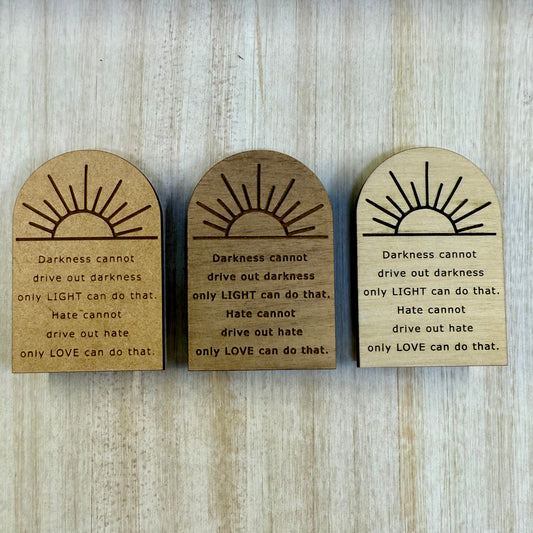 Darkness cannot
drive out darkness
only LIGHT can do that.
Hate cannot
drive out hate
only LOVE can do that.
Darkness cannot
drive out darkness
only LIGHT can do that.
Hate cannot
drive out hate
only LOVE can do that.
Darkness cannot
drive out darkness
only LIGHT can do that.
Hate cannot
drive out hate
only LOVE can do that.